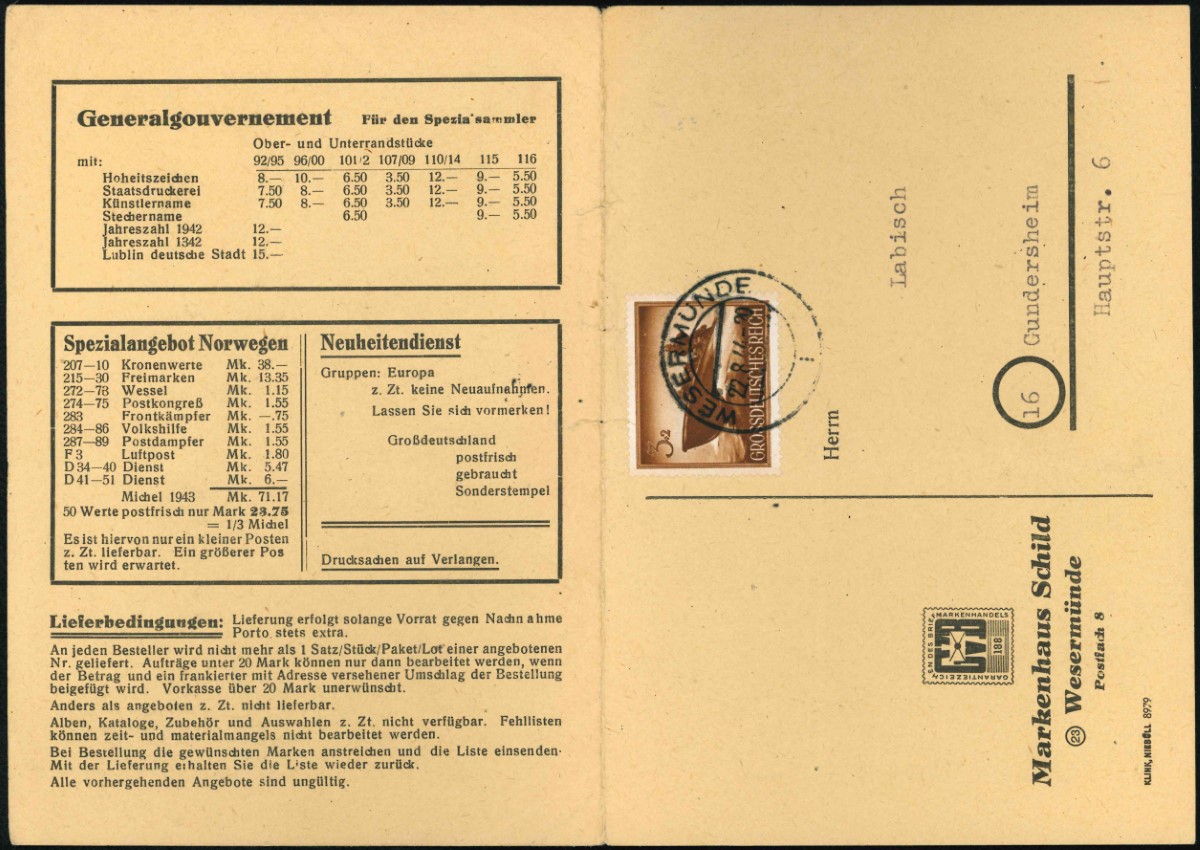 Generalgouvernement Für den Spezialsammler
Ober- und Unterrandstücke
mit: 92/95 96/00 101/2 107/09 110/14 115 116
Hoheitszeichen 8.— 10.— 6.50 3.50 12.— 9.— 5.50
Staatsdruckerei 7.50 8.— 6.50 3.50 12.— 9.— 5.50
Künstlername 7.50 8.— 6.50 3.50 12.— 9.— 5.50
Stechername 6.50 9.— 5.50
Jahreszahl 1942 12.—
Jahreszahl 1342 12.—
Lublin deutsche Stadt 15.—
Spezialangebot Norwegen
207—10 Kronenwerte Mk. 38.—
215—30 Freimarken Mk. 13.35
272—73 Wessel Mk. 1.15
274—75 Postkongreß Mk. 1.55
283 Frontkämpfer Mk. —.75
284—86 Volkshilfe Mk. 1.55
287—89 Postdampfer Mk. 1.55
F 3 Luftpost Mk. 1.80
D 34—40 Dienst Mk. 5.47
D 41—51 Dienst Mk. 6.—
Michel 1943 Mk. 71.17
50 Werte postfrisch nur Mark 23.75
= 1/3 Michel
Es ist hiervon nur ein kleiner Posten
z. Zt. lieferbar. Ein größerer Pos
ten wird erwartet.
Neuheitendienst
Gruppen: Europa
z. Zt. keine Neuaufnahmen.
Lassen Sie sich vormerken!
Großdeutschland
postfrisch
gebraucht
Sonderstempel
Drucksachen auf Verlangen.
Lieferbedingungen: Lieferung erfolgt solange Vorrat gegen Nachnahme
Porto stets extra.
An jeden Besteller wird nicht mehr als 1 Satz/Stück/Paket/Lot einer angebotenen
Nr. geliefert. Aufträge unter 20 Mark können nur dann bearbeitet werden, wenn
der Betrag und ein frankierter mit Adresse versehener Umschlag der Bestellung
beigefügt wird. Vorkasse über 20 Mark unerwünscht.
Anders als angeboten z. Zt. nicht lieferbar.
Alben, Kataloge, Zubehör und Auswahlen z. Zt. nicht verfügbar. Fehllisten
können zeit- und materialmangels nicht bearbeitet werden.
Bei Bestellung die gewünschten Marken anstreichen und die Liste einsenden.
Mit der Lieferung erhalten Sie die Liste wieder zurück.
Alle vorhergehenden Angebote sind ungültig.
WESERMÜNDE
22.8.44.-20
3+2
GROSSDEUTSCHES REICH
Herrn
Labisch
16 Gundersheim
Hauptstr. 6
Markenhaus Schild
(23) Wesermünde
Postfach 8
188
KLINK, NIEBÜLL 8979